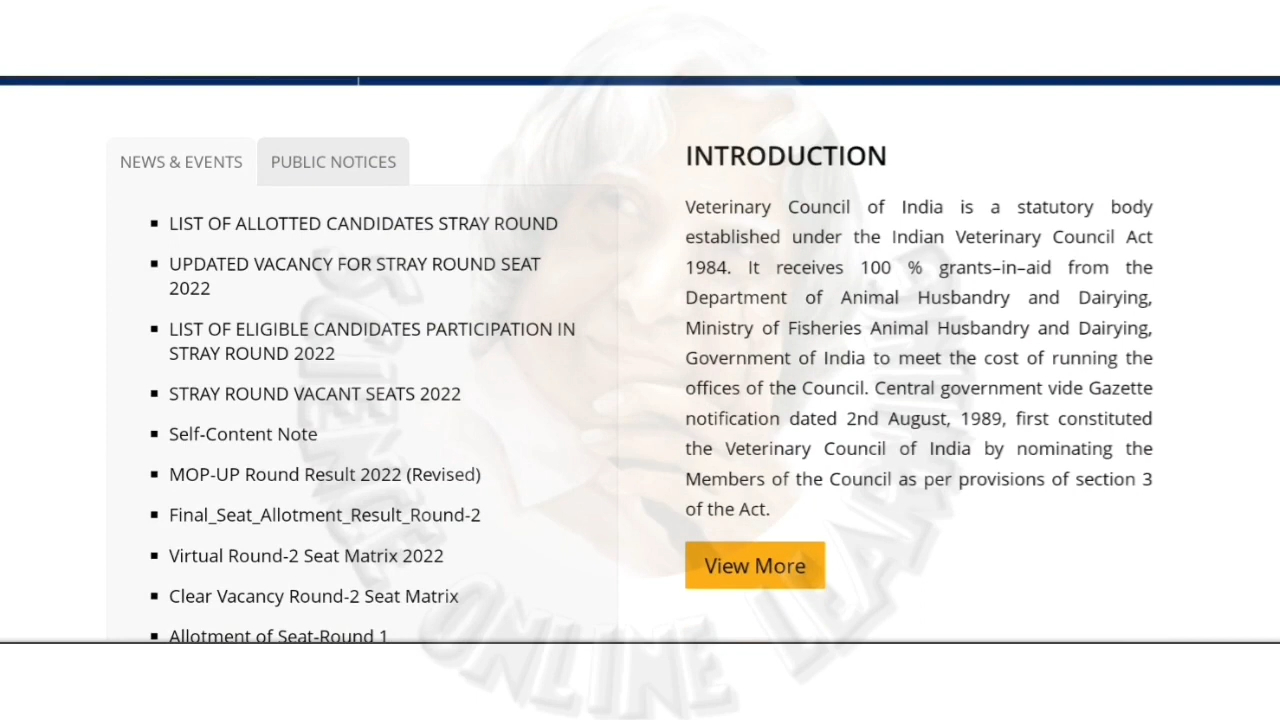 NEWS & EVENTS
PUBLIC NOTICES
LIST OF ALLOTTED CANDIDATES STRAY ROUND
UPDATED VACANCY FOR STRAY ROUND SEAT
2022
LIST OF ELIGIBLE CANDIDATES PARTICIPATION IN
STRAY ROUND 2022
STRAY ROUND VACANT SEATS 2022
Self-Content Note
MOP-UP Round Result 2022 (Revised)
Final_Seat_Allotment_Result_Round-2
Virtual Round-2 Seat Matrix 2022
Clear Vacancy Round-2 Seat Matrix
Allotment of Seat-Round 1
INTRODUCTION
Veterinary Council of India is a statutory body
established under the Indian Veterinary Council Act
1984. It receives 100 % grants–in–aid from the
Department of Animal Husbandry and Dairying,
Ministry of Fisheries Animal Husbandry and Dairying,
Government of India to meet the cost of running the
offices of the Council. Central government vide Gazette
notification dated 2nd August, 1989, first constituted
the Veterinary Council of India by nominating the
Members of the Council as per provisions of section 3
of the Act.
View More
SCIENCE ONLINE LEARNING